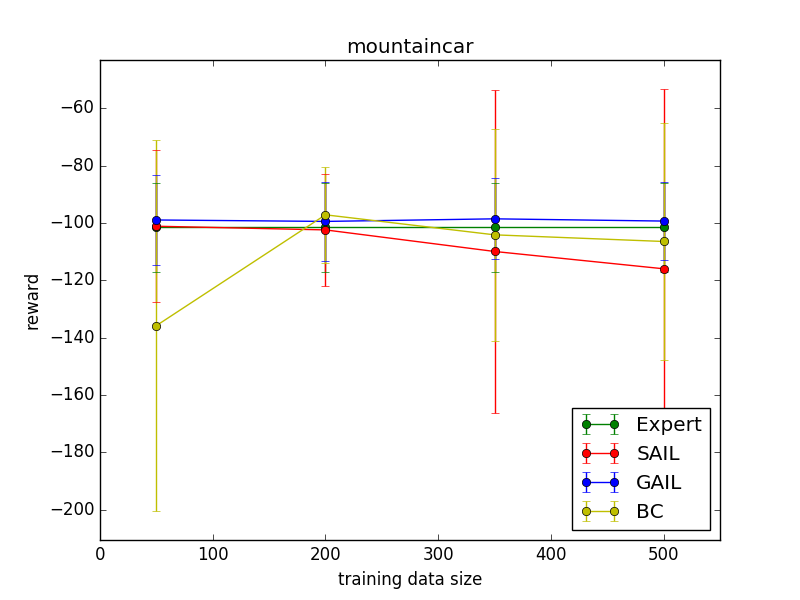 mountaincar
−60
−80
−100
−120
−140
−160
−180
−200
reward
0
100
200
300
400
500
training data size
Expert
SAIL
GAIL
BC